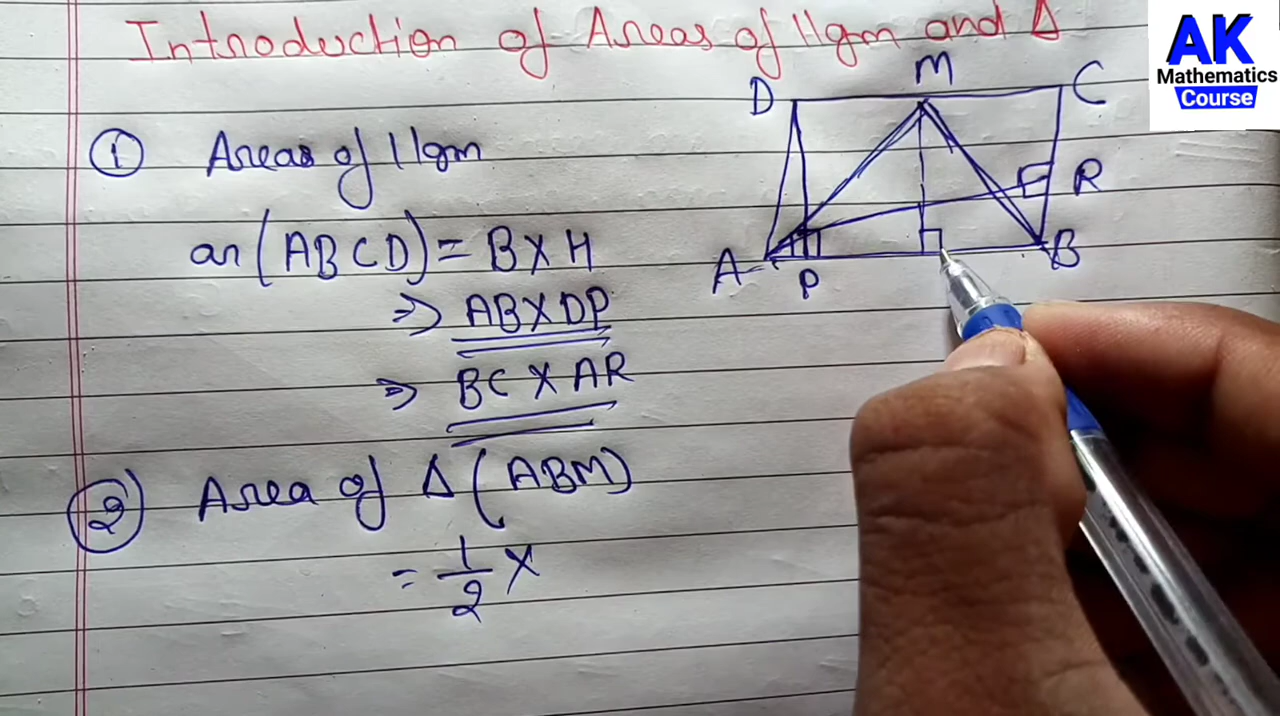 Introduction of Areas of llgm and Δ
AK
Mathematics
Course
D M C
① Areas of llgm
R
ar (ABCD) = B X H
A P B
=> AB X DP
=> BC X AR
② Area of Δ (ABM)
= 1/2 X